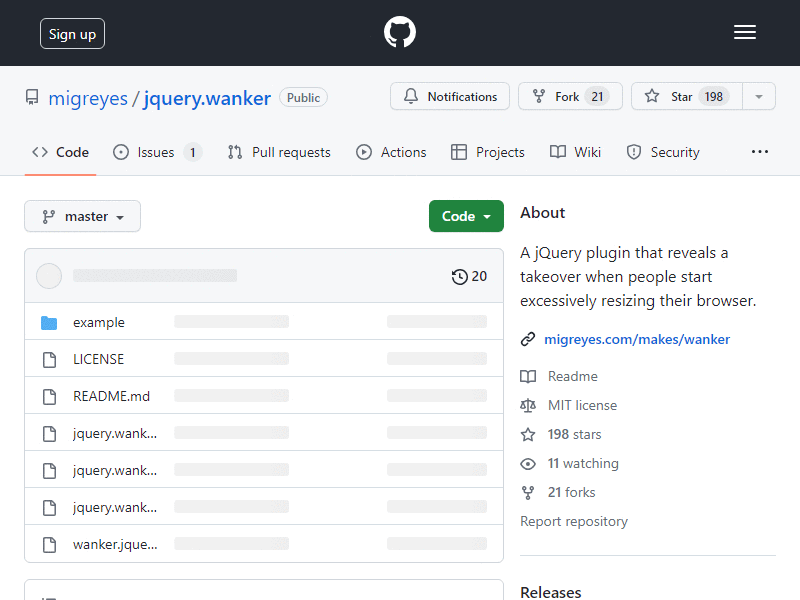 Sign up
migreyes / jquery.wanker Public
Notifications
Fork 21
Star 198
Code
Issues 1
Pull requests
Actions
Projects
Wiki
Security
master
Code
20
example
LICENSE
README.md
jquery.wank...
jquery.wank...
jquery.wank...
wanker.jque...
About
A jQuery plugin that reveals a
takeover when people start
excessively resizing their browser.
migreyes.com/makes/wanker
Readme
MIT license
198 stars
11 watching
21 forks
Report repository
Releases